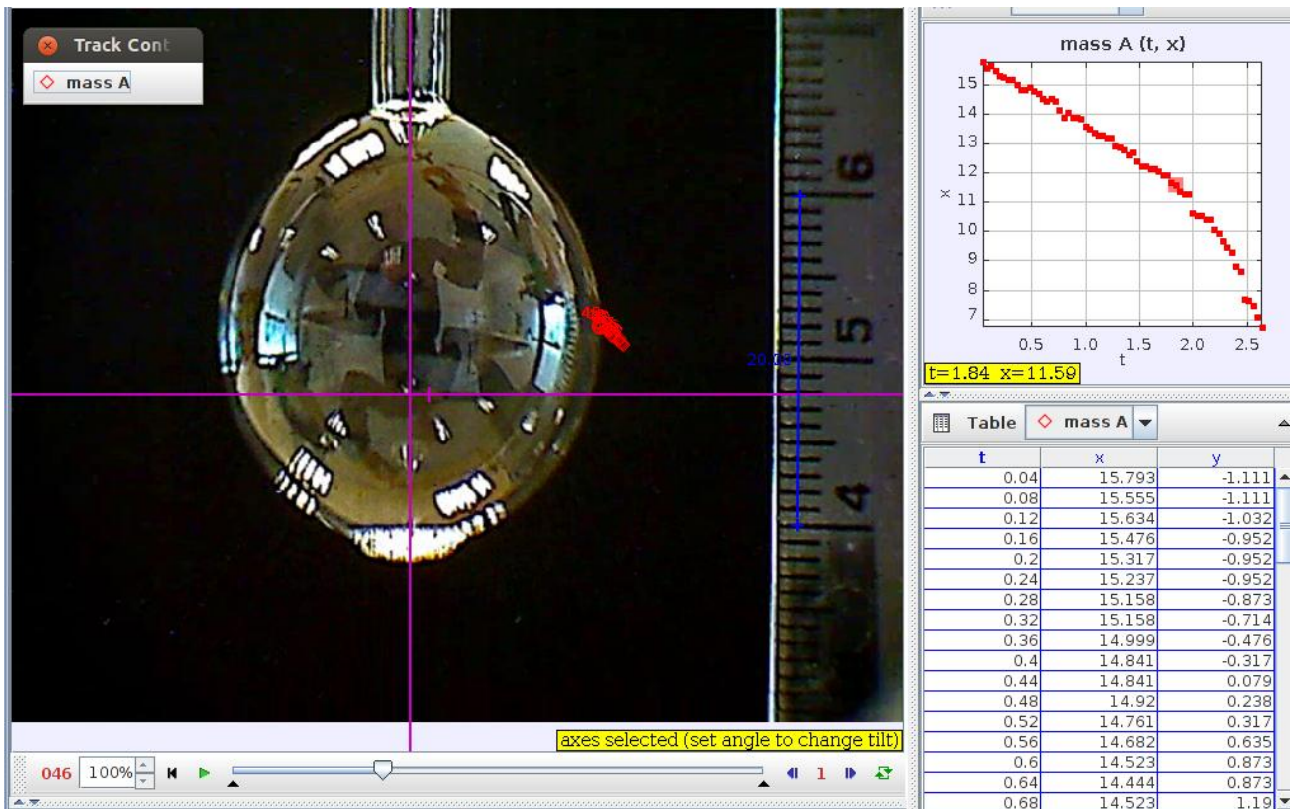 Track Cont
mass A
6
5
4
axes selected (set angle to change tilt)
046 100% 1
mass A (t, x)
15
14
13
12
11
10
9
8
7
x
0.5 1.0 1.5 2.0 2.5
t
t=1.84 x=11.59
Table mass A
t x y
0.04 15.793 -1.111
0.08 15.555 -1.111
0.12 15.634 -1.032
0.16 15.476 -0.952
0.2 15.317 -0.952
0.24 15.237 -0.952
0.28 15.158 -0.873
0.32 15.158 -0.714
0.36 14.999 -0.476
0.4 14.841 -0.317
0.44 14.841 0.079
0.48 14.92 0.238
0.52 14.761 0.317
0.56 14.682 0.635
0.6 14.523 0.873
0.64 14.444 0.873
0.68 14.523 1.19